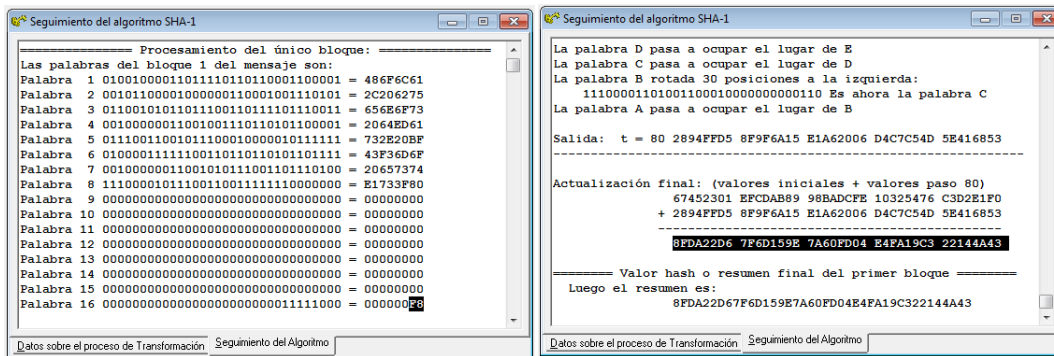 Seguimiento del algoritmo SHA-1
=============== Procesamiento del único bloque: ===============
Las palabras del bloque 1 del mensaje son:
Palabra 1 01001000011011110110110001100001 = 486F6C61
Palabra 2 00101100001000000110001001110101 = 2C206275
Palabra 3 01100101011011100110111101110011 = 656E6F73
Palabra 4 00100000011001001110110101100001 = 2064ED61
Palabra 5 01110011001011100010000010111111 = 732E20BF
Palabra 6 01000011111100110110110101101111 = 43F36D6F
Palabra 7 00100000011001010111001101110100 = 20657374
Palabra 8 11100001011100110011111110000000 = E1733F80
Palabra 9 00000000000000000000000000000000 = 00000000
Palabra 10 00000000000000000000000000000000 = 00000000
Palabra 11 00000000000000000000000000000000 = 00000000
Palabra 12 00000000000000000000000000000000 = 00000000
Palabra 13 00000000000000000000000000000000 = 00000000
Palabra 14 00000000000000000000000000000000 = 00000000
Palabra 15 00000000000000000000000000000000 = 00000000
Palabra 16 00000000000000000000000011111000 = 000000F8
Datos sobre el proceso de Transformación Seguimiento del Algoritmo
Seguimiento del algoritmo SHA-1
La palabra D pasa a ocupar el lugar de E
La palabra C pasa a ocupar el lugar de D
La palabra B rotada 30 posiciones a la izquierda:
11100001101001100010000000000110 Es ahora la palabra C
La palabra A pasa a ocupar el lugar de B
Salida: t = 80 2894FFD5 8F9F6A15 E1A62006 D4C7C54D 5E416853
---------------------------------------------------------------
Actualización final: (valores iniciales + valores paso 80)
67452301 EFCDAB89 98BADCFE 10325476 C3D2E1F0
+ 2894FFD5 8F9F6A15 E1A62006 D4C7C54D 5E416853
----------------------------------------------
8FDA22D6 7F6D159E 7A60FD04 E4FA19C3 22144A43
======== Valor hash o resumen final del primer bloque ========
Luego el resumen es:
8FDA22D67F6D159E7A60FD04E4FA19C322144A43
Datos sobre el proceso de Transformación Seguimiento del Algoritmo